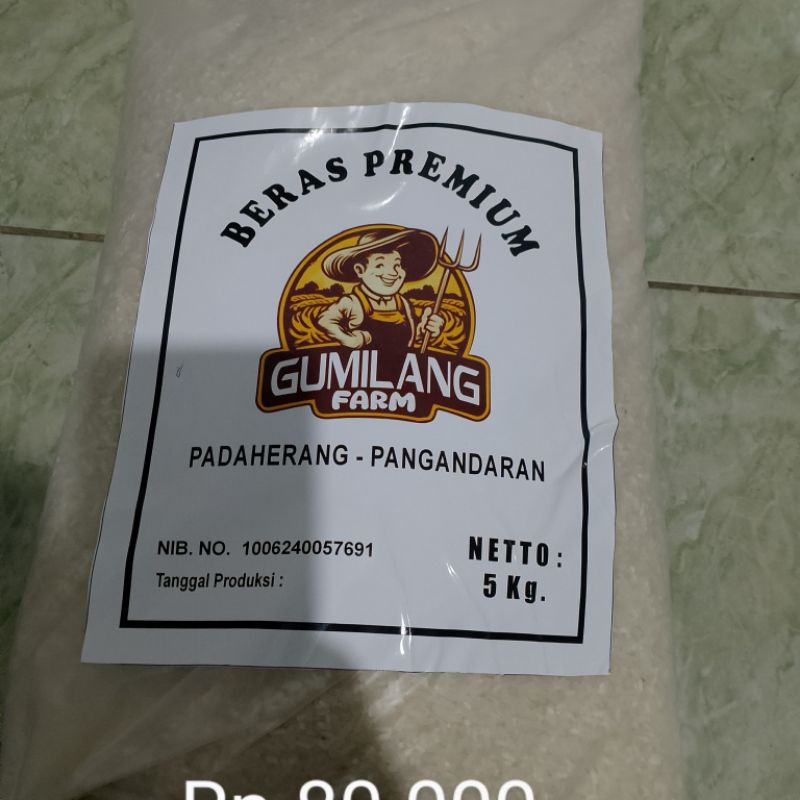 BERAS PREMIUM
GUMILANG
FARM
PADAHERANG - PANGANDARAN
NIB. NO. 1006240057691
NETTO :
Tanggal Produksi :
5 Kg.